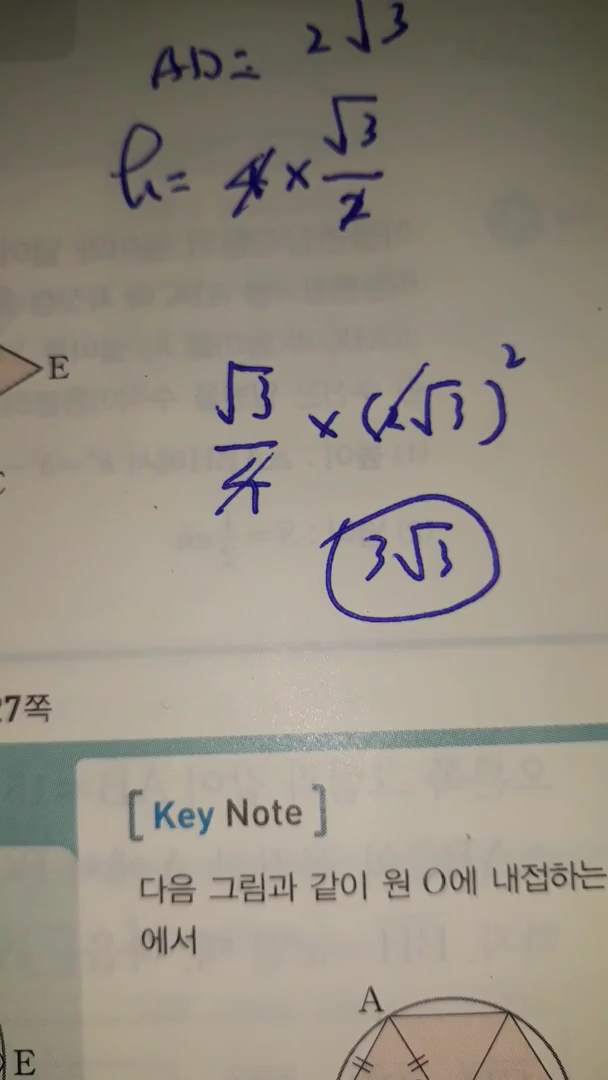 AD = 2√3
h = 4 × √3/2
E
√3/4 × (2√3)²
3√3
27쪽
[Key Note]
다음 그림과 같이 원 O에 내접하는
에서
A
E